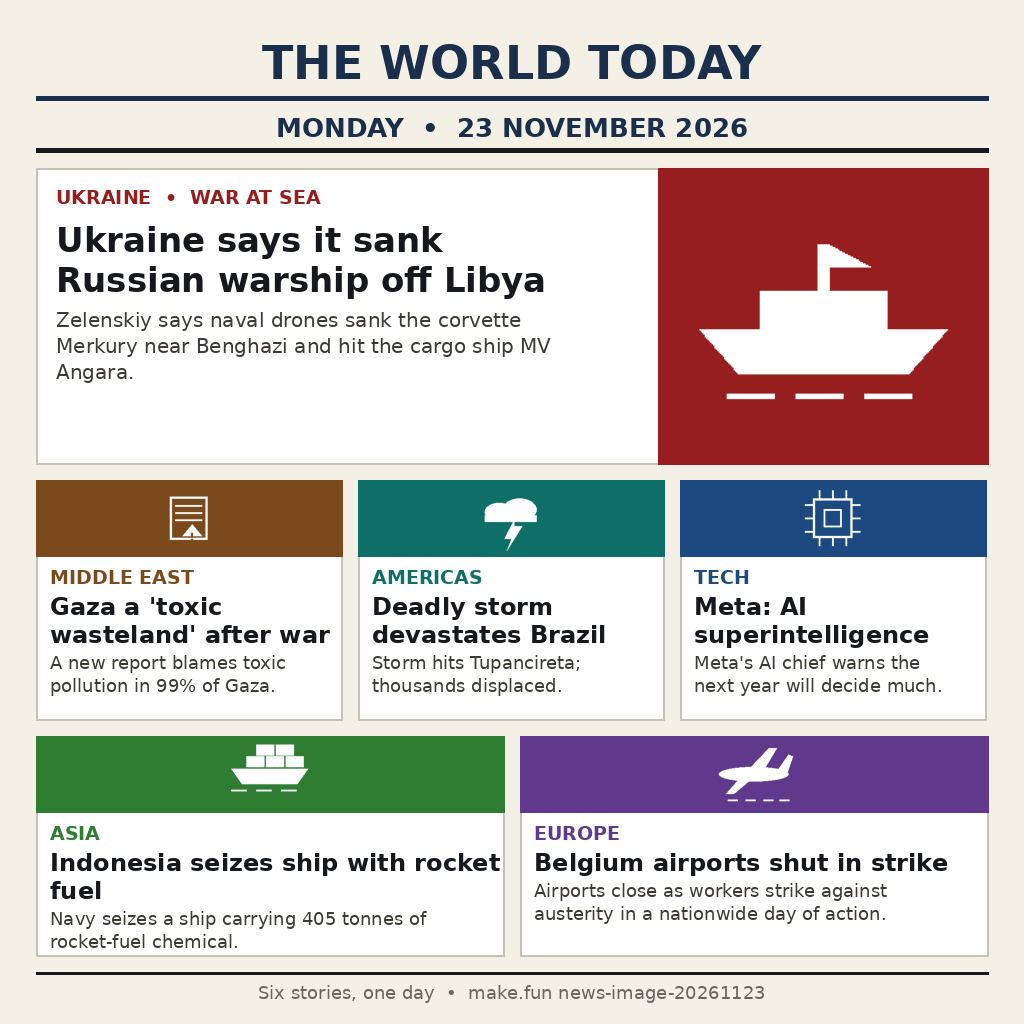 THE WORLD TODAY
MONDAY • 23 NOVEMBER 2026
UKRAINE • WAR AT SEA
Ukraine says it sank
Russian warship off Libya
Zelenskiy says naval drones sank the corvette
Merkury near Benghazi and hit the cargo ship MV
Angara.
MIDDLE EAST
Gaza a 'toxic
wasteland' after war
A new report blames toxic
pollution in 99% of Gaza.
AMERICAS
Deadly storm
devastates Brazil
Storm hits Tupancireta;
thousands displaced.
TECH
Meta: AI
superintelligence
Meta's AI chief warns the
next year will decide much.
ASIA
Indonesia seizes ship with rocket
fuel
Navy seizes a ship carrying 405 tonnes of
rocket-fuel chemical.
EUROPE
Belgium airports shut in strike
Airports close as workers strike against
austerity in a nationwide day of action.
Six stories, one day • make.fun news-image-20261123